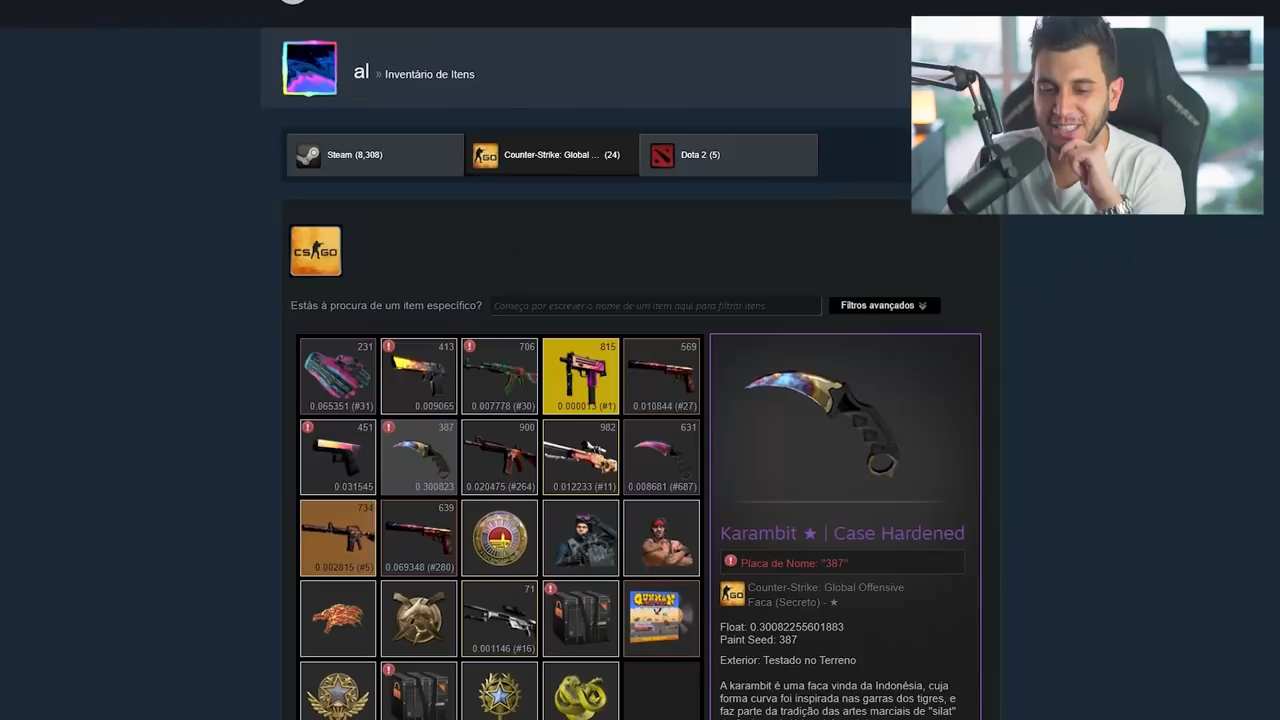 al » Inventário de Itens
Steam (8,308)
Counter-Strike: Global ... (24)
Dota 2 (5)
CS GO
Estás à procura de um item específico?
Começa por escrever o nome de um item aqui para filtrar itens
Filtros avançados
231
413
706
815
569
0.065351 (#31)
0.009065
0.007778 (#30)
0.000013 (#1)
0.010844 (#27)
451
387
900
982
631
0.031545
0.300823
0.020475 (#264)
0.012233 (#11)
0.008681 (#687)
734
639
0.002815 (#5)
0.069348 (#280)
71
0.001146 (#16)
Karambit ★ | Case Hardened
Placa de Nome: "387"
Counter-Strike: Global Offensive
Faca (Secreto) - ★
Float: 0.30082255601883
Paint Seed: 387
Exterior: Testado no Terreno
A karambit é uma faca vinda da Indonésia, cuja
forma curva foi inspirada nas garras dos tigres, e
faz parte da tradição das artes marciais de "silat"